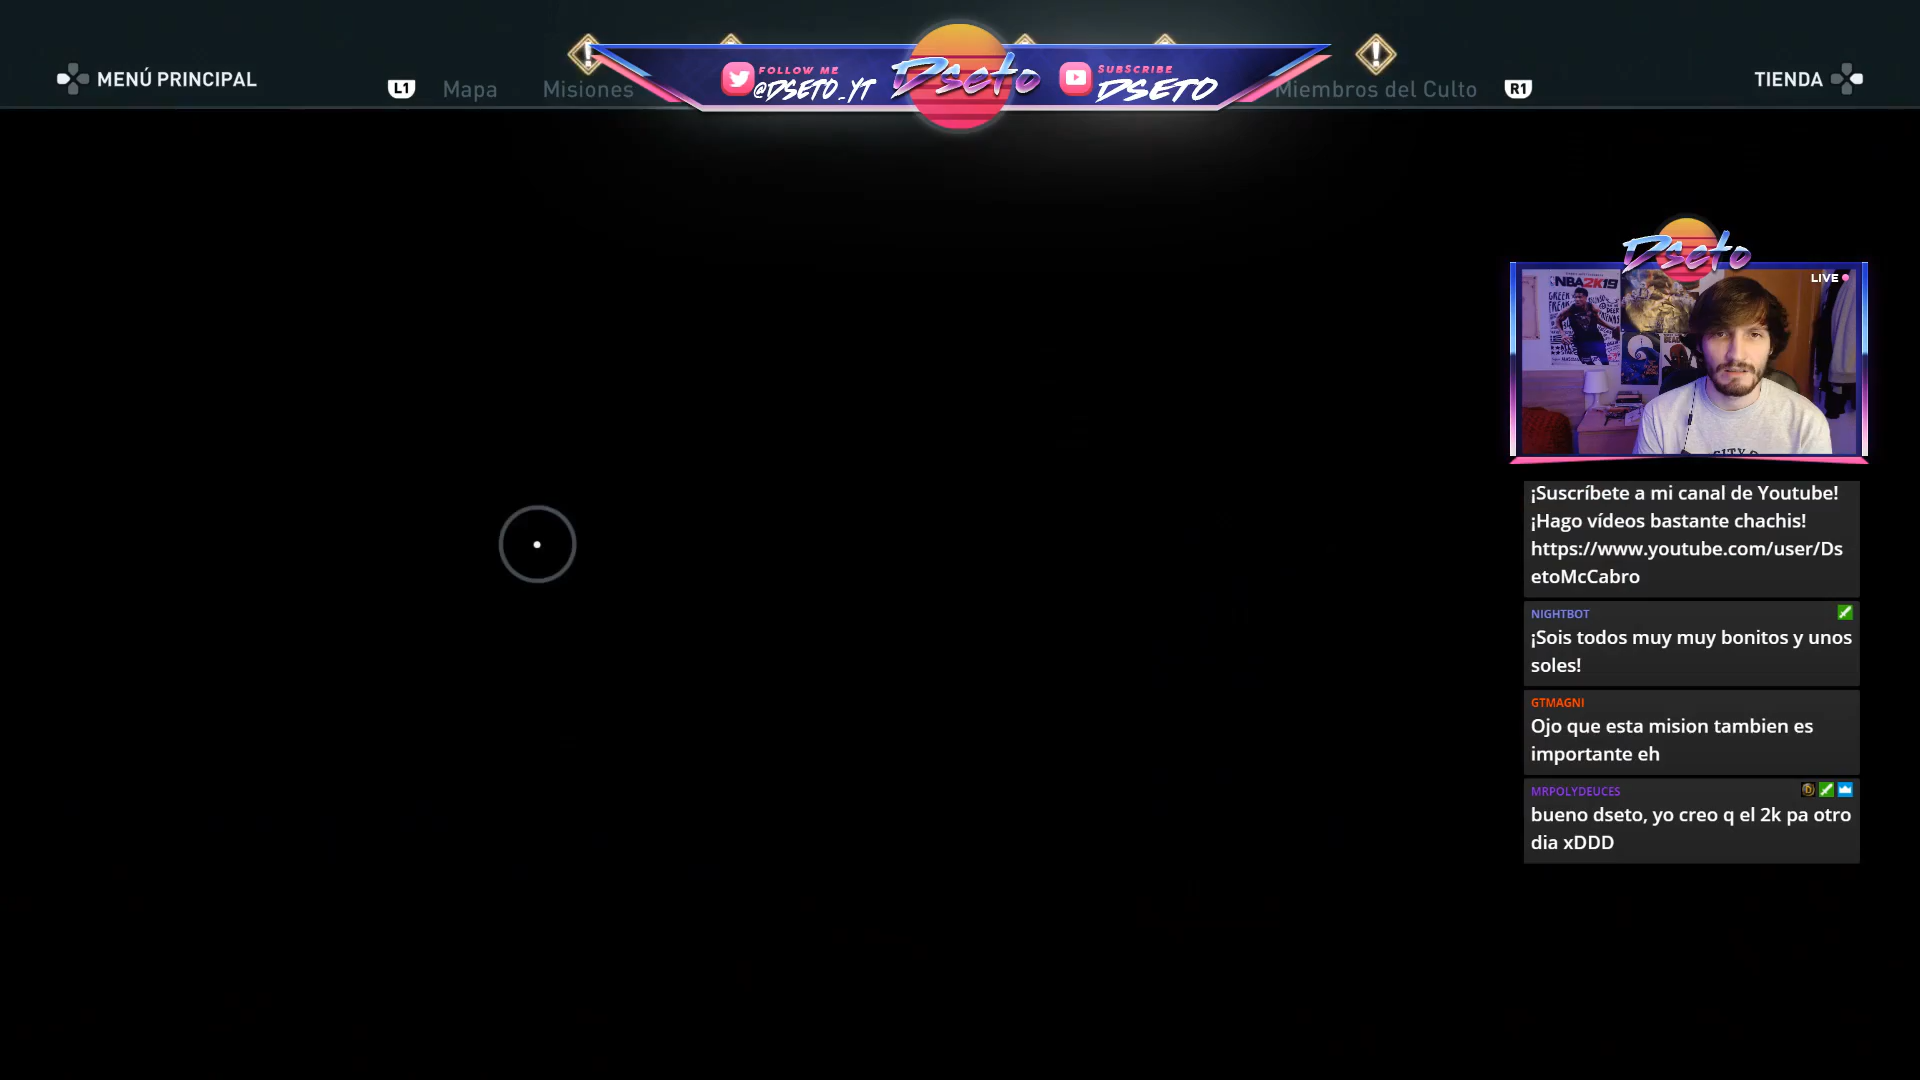 MENÚ PRINCIPAL
L1
Mapa
Misiones
FOLLOW ME
@DSETO_YT
Dseto
SUBSCRIBE
DSETO
Miembros del Culto
R1
TIENDA
Dseto
LIVE
NBA2K19
¡Suscríbete a mi canal de Youtube!
¡Hago vídeos bastante chachis!
https://www.youtube.com/user/Ds
etoMcCabro
NIGHTBOT
¡Sois todos muy muy bonitos y unos
soles!
GTMAGNI
Ojo que esta mision tambien es
importante eh
MRPOLYDEUCES
bueno dseto, yo creo q el 2k pa otro
dia xDDD